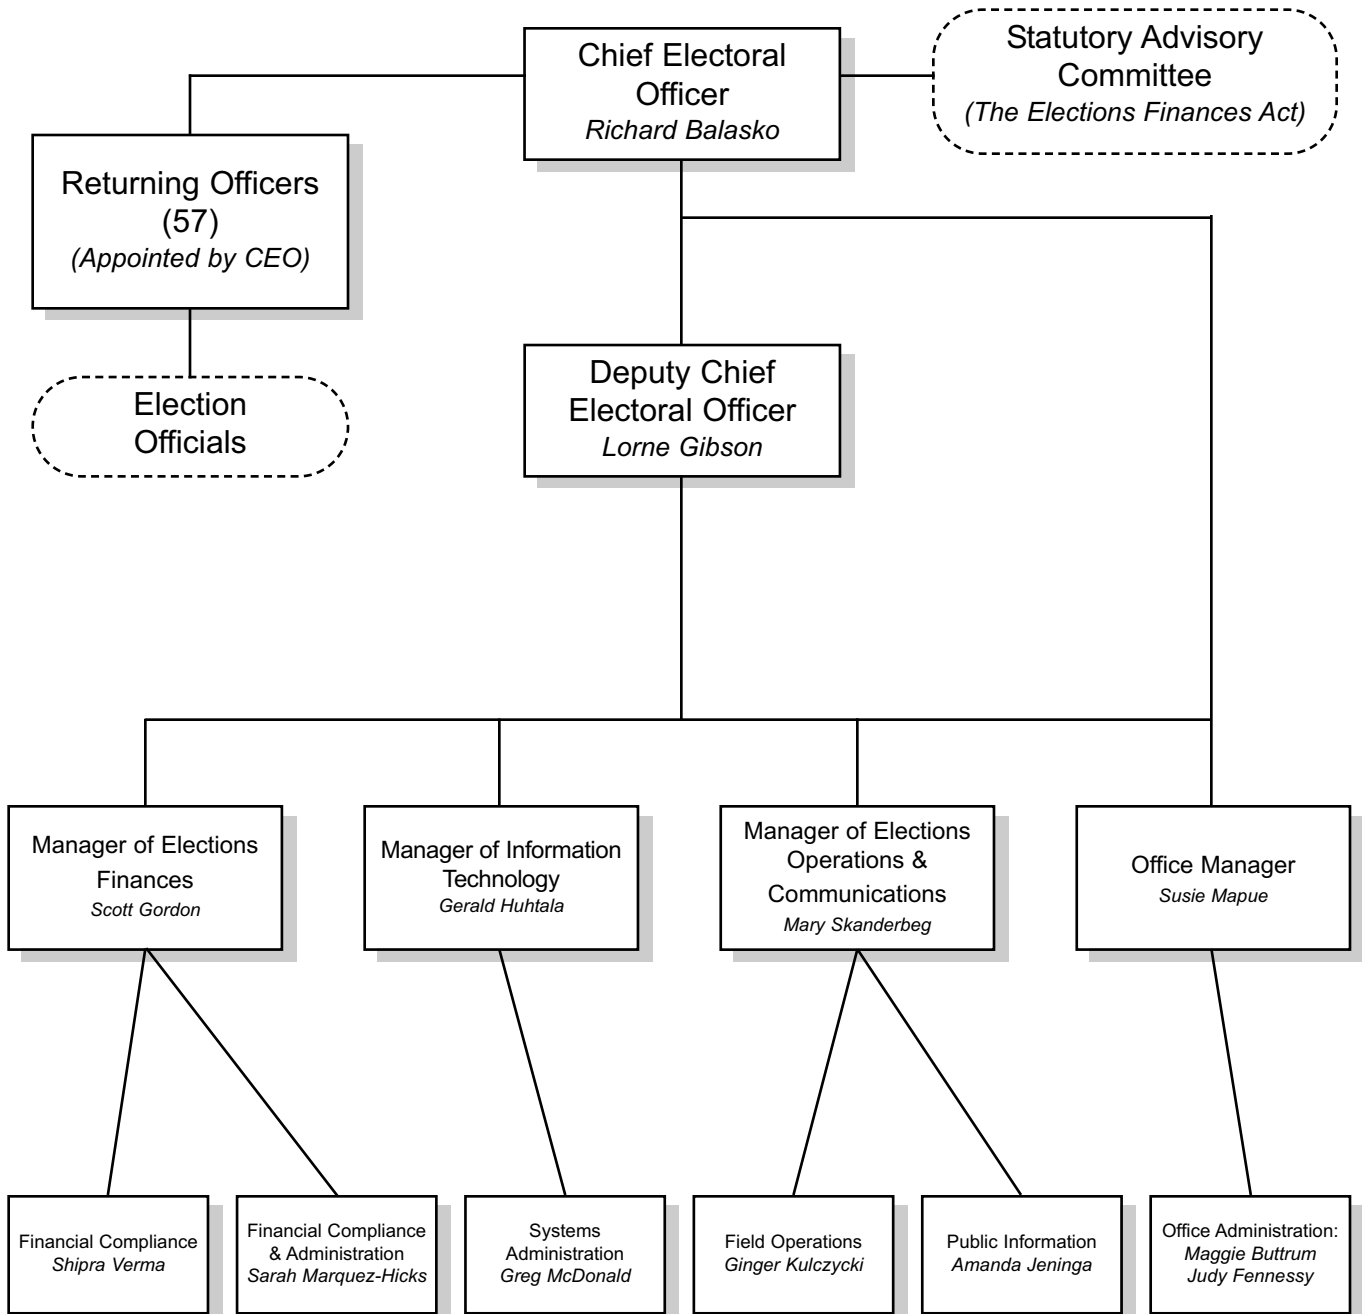 Chief Electoral
Officer
Richard Balasko
Statutory Advisory
Committee
(The Elections Finances Act)
Returning Officers
(57)
(Appointed by CEO)
Election
Officials
Deputy Chief
Electoral Officer
Lorne Gibson
Manager of Elections
Finances
Scott Gordon
Manager of Information
Technology
Gerald Huhtala
Manager of Elections
Operations &
Communications
Mary Skanderbeg
Office Manager
Susie Mapue
Financial Compliance
Shipra Verma
Financial Compliance
& Administration
Sarah Marquez-Hicks
Systems
Administration
Greg McDonald
Field Operations
Ginger Kulczycki
Public Information
Amanda Jeninga
Office Administration:
Maggie Buttrum
Judy Fennessy